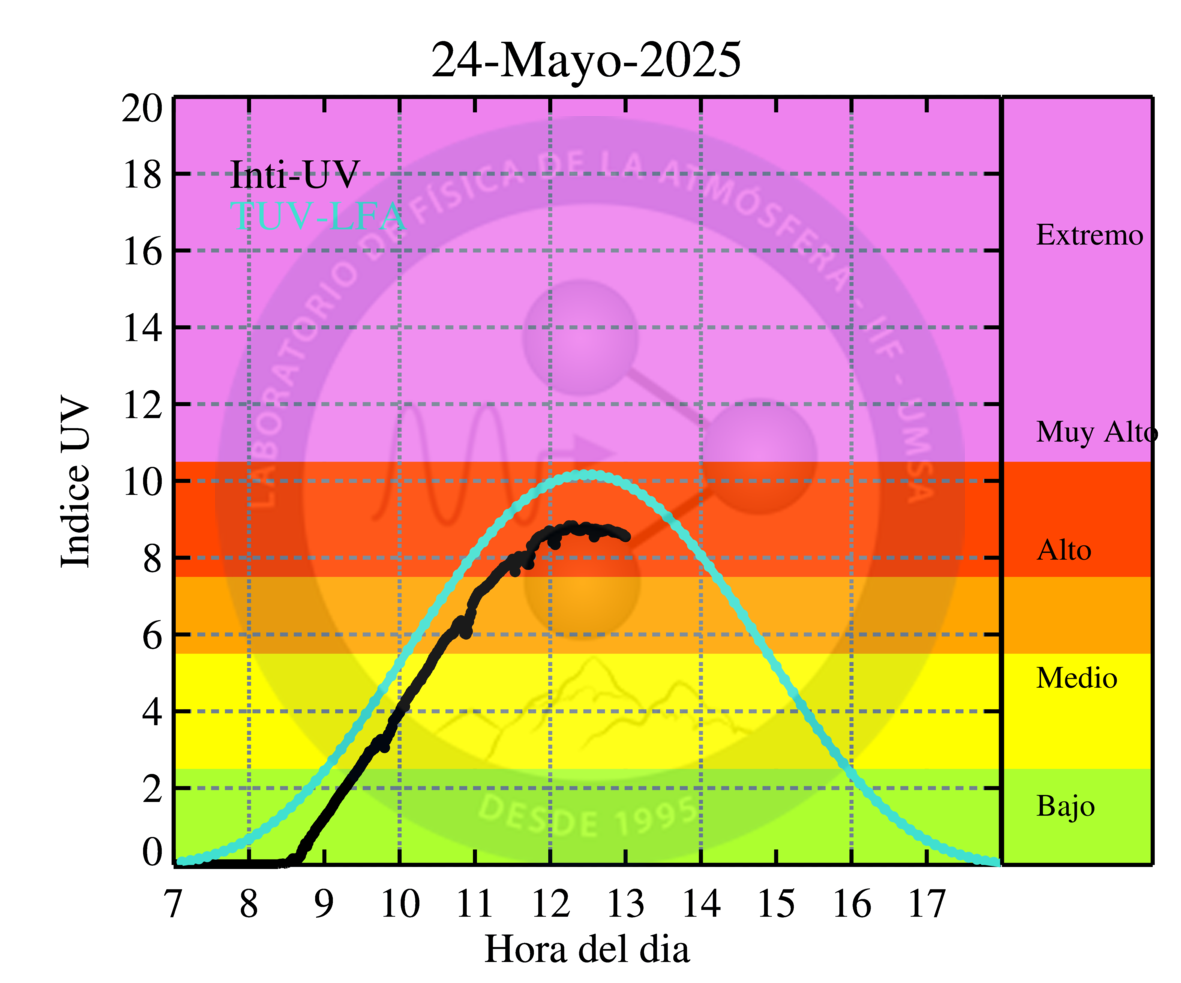 24-Mayo-2025
Indice UV
20
18
16
14
12
10
8
6
4
2
0
Inti-UV
TUV-LFA
LABORATORIO DE FÍSICA DE LA ATMÓSFERA - IIF - UMSA
DESDE 1995
Extremo
Muy Alto
Alto
Medio
Bajo
7 8 9 10 11 12 13 14 15 16 17
Hora del dia